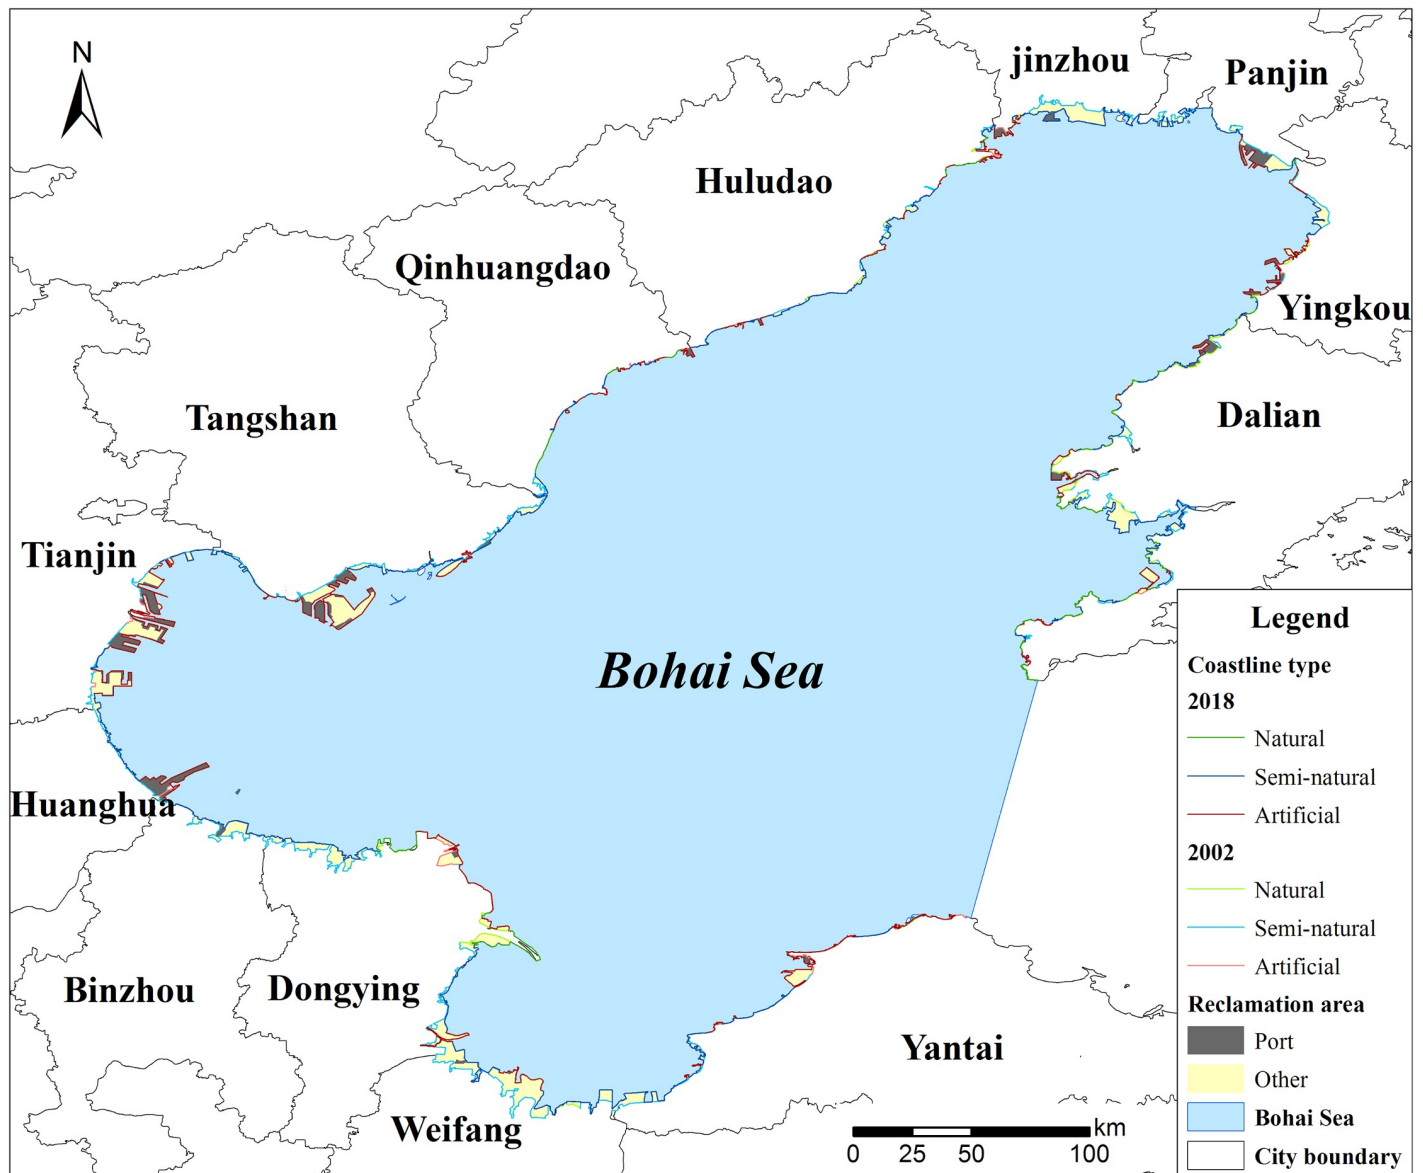 N
jinzhou
Panjin
Huludao
Qinhuangdao
Yingkou
Tangshan
Dalian
Tianjin
Bohai Sea
Huanghua
Binzhou
Dongying
Yantai
Weifang
km
0 25 50 100
Legend
Coastline type
2018
Natural
Semi-natural
Artificial
2002
Natural
Semi-natural
Artificial
Reclamation area
Port
Other
Bohai Sea
City boundary